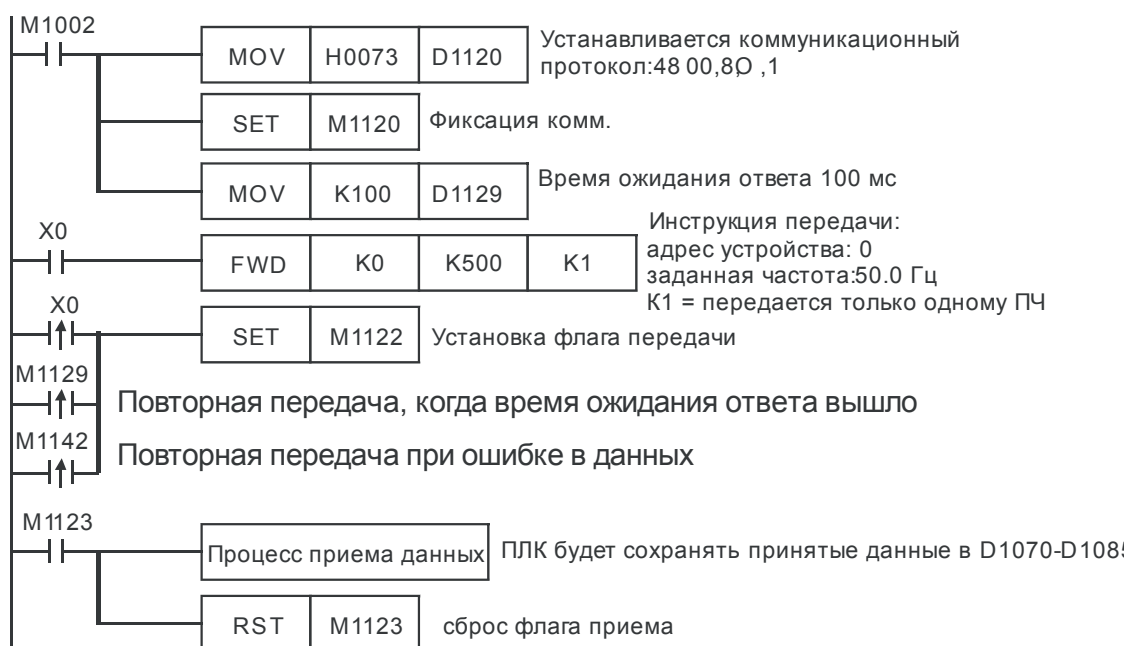 M1002
MOV H0073 D1120 Устанавливается коммуникационный
протокол:48 00,8,O ,1
SET M1120 Фиксация комм.
MOV K100 D1129 Время ожидания ответа 100 мс
X0
FWD K0 K500 K1 Инструкция передачи:
адрес устройства: 0
заданная частота:50.0 Гц
К1 = передается только одному ПЧ
X0
SET M1122 Установка флага передачи
M1129
Повторная передача, когда время ожидания ответа вышло
M1142
Повторная передача при ошибке в данных
M1123
Процесс приема данных ПЛК будет сохранять принятые данные в D1070-D1085
RST M1123 сброс флага приема